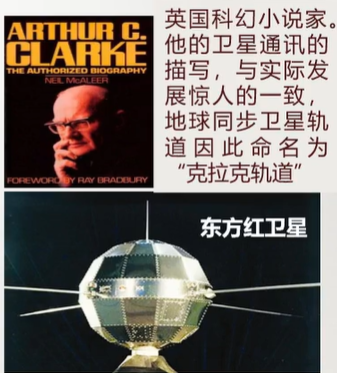 ARTHUR C.
CLARKE
THE AUTHORIZED BIOGRAPHY
NEIL McALEER
FOREWORD BY RAY BRADBURY
英国科幻小说家。
他的卫星通讯的
描写，与实际发
展惊人的一致，
地球同步卫星轨
道因此命名为
“克拉克轨道”
东方红卫星